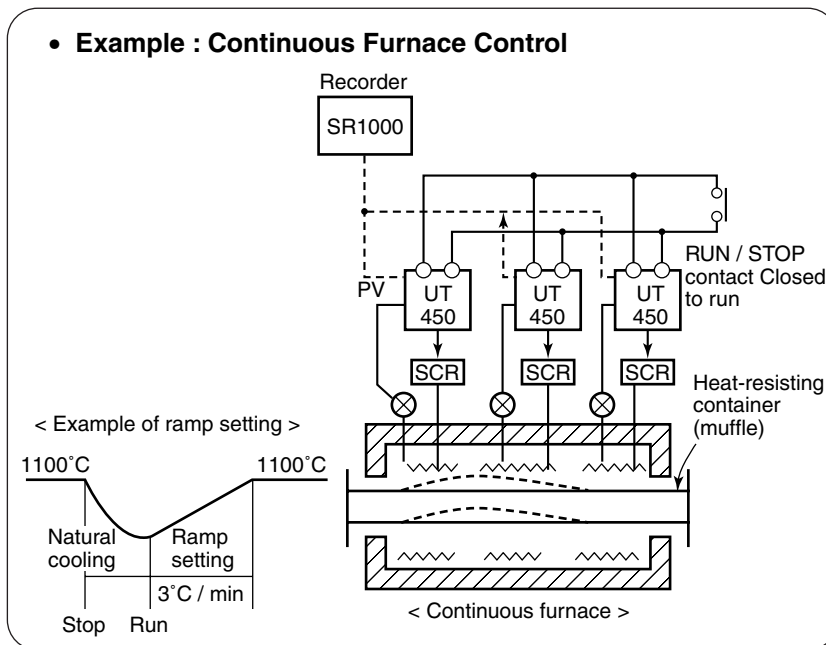 • Example : Continuous Furnace Control
Recorder
SR1000
RUN / STOP
contact Closed
to run
PV
UT
450
UT
450
UT
450
SCR
SCR
SCR
Heat-resisting
container
(muffle)
< Example of ramp setting >
1100˚C
1100˚C
Natural
cooling
Ramp
setting
3˚C / min
Stop
Run
< Continuous furnace >